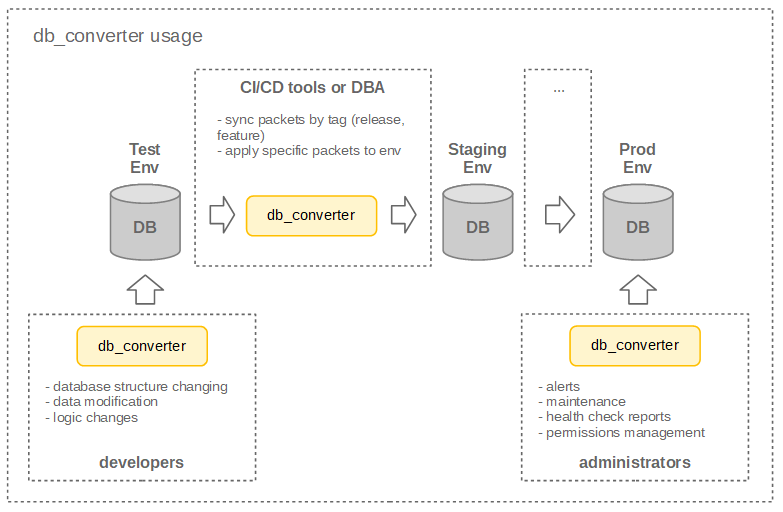 db_converter usage
CI/CD tools or DBA
- sync packets by tag (release,
feature)
- apply specific packets to env
...
Test
Env
DB
db_converter
Staging
Env
DB
Prod
Env
DB
db_converter
- database structure changing
- data modification
- logic changes
developers
db_converter
- alerts
- maintenance
- health check reports
- permissions management
administrators